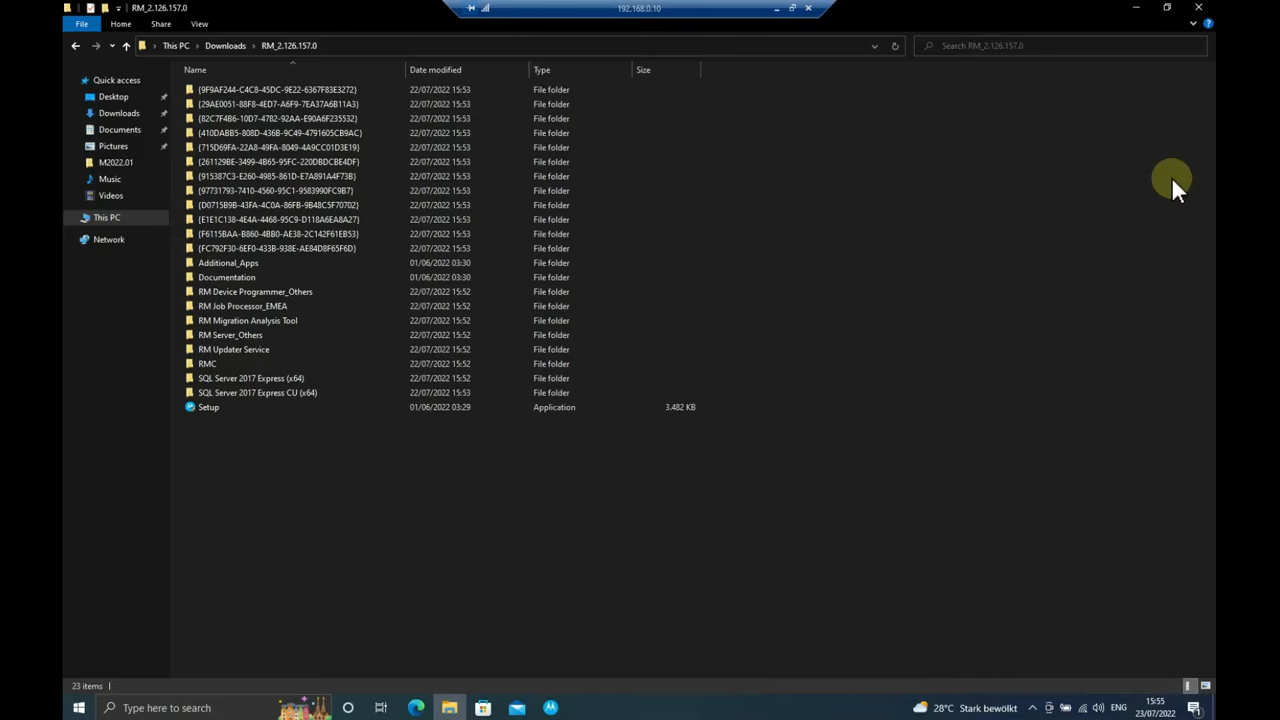 RM_2.126.157.0
192.168.0.10
File Home Share View
This PC > Downloads > RM_2.126.157.0
Search RM_2.126.157.0
Name Date modified Type Size
Quick access
Desktop
Downloads
Documents
Pictures
M2022.01
Music
Videos
This PC
Network
{9F9AF244-C4C8-45DC-9E22-6367F83E3272} 22/07/2022 15:53 File folder
{29AE0051-88F8-4ED7-A6F9-7EA37A6B11A3} 22/07/2022 15:53 File folder
{82C7F4B6-10D7-4782-92AA-E90A6F235532} 22/07/2022 15:53 File folder
{410DABB5-808D-436B-9C49-4791605CB9AC} 22/07/2022 15:53 File folder
{715D69FA-22A8-49FA-8049-4A9CC01D3E19} 22/07/2022 15:53 File folder
{261129BE-3499-4B65-95FC-220DBDCBE4DF} 22/07/2022 15:53 File folder
{915387C3-E260-4985-861D-E7A891A4F73B} 22/07/2022 15:53 File folder
{97731793-7410-4560-95C1-9583990FC9B7} 22/07/2022 15:53 File folder
{D0715B9B-43FA-4C0A-86FB-9B48C5F70702} 22/07/2022 15:53 File folder
{E1E1C138-4E4A-4468-95C9-D118A6EA8A27} 22/07/2022 15:53 File folder
{F6115BAA-B860-4BB0-AE38-2C142F61EB53} 22/07/2022 15:53 File folder
{FC792F30-6EF0-433B-938E-AE84D8F65F6D} 22/07/2022 15:53 File folder
Additional_Apps 01/06/2022 03:30 File folder
Documentation 01/06/2022 03:30 File folder
RM Device Programmer_Others 22/07/2022 15:52 File folder
RM Job Processor_EMEA 22/07/2022 15:52 File folder
RM Migration Analysis Tool 22/07/2022 15:52 File folder
RM Server_Others 22/07/2022 15:52 File folder
RM Updater Service 22/07/2022 15:52 File folder
RMC 22/07/2022 15:52 File folder
SQL Server 2017 Express (x64) 22/07/2022 15:52 File folder
SQL Server 2017 Express CU (x64) 22/07/2022 15:53 File folder
Setup 01/06/2022 03:29 Application 3.482 KB
23 items
Type here to search
28°C Stark bewölkt
ENG
15:55
23/07/2022